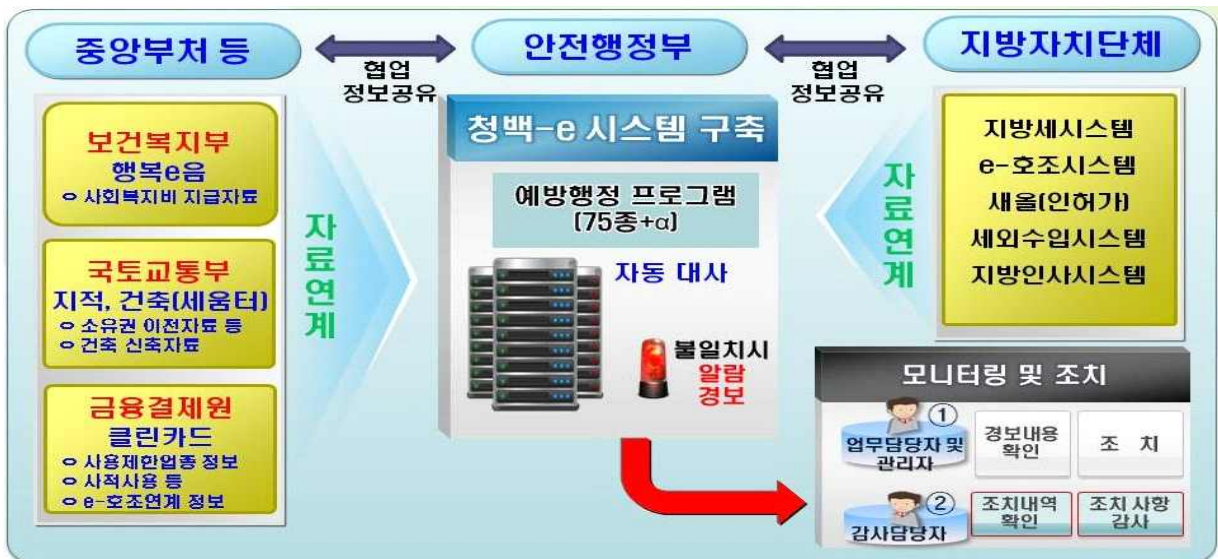 중앙부처 등
협업
정보공유
안전행정부
협업
정보공유
지방자치단체
보건복지부
행복e음
사회복지비 지급자료
국토교통부
지적, 건축(세움터)
소유권 이전자료 등
건축 신축자료
금융결제원
클린카드
사용제한업종 정보
사적사용 등
e-호조연계 정보
자료연계
청백-e 시스템 구축
예방행정 프로그램
(75종+α)
자동 대사
불일치시
알람
경보
자료연계
지방세시스템
e-호조시스템
새올(인허가)
세외수입시스템
지방인사시스템
모니터링 및 조치
①
업무담당자 및
관리자
경보내용
확인
조 치
②
감사담당자
조치내역
확인
조치 사항
감사